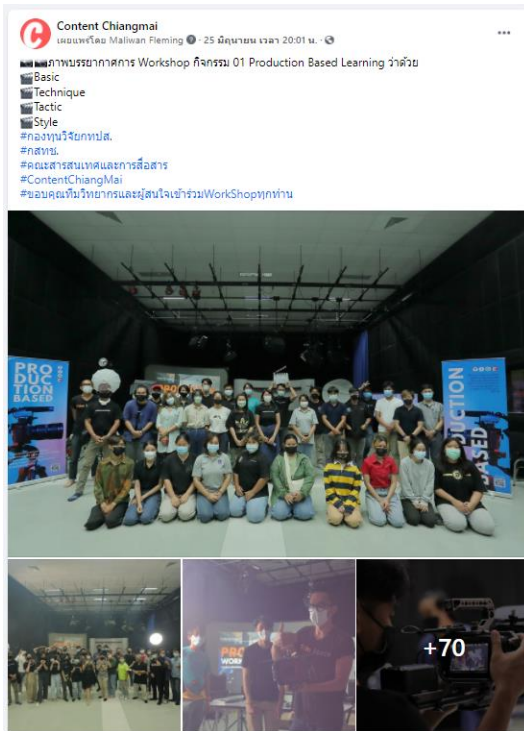 Content Chiangmai
เผยแพร่โดย Maliwan Fleming · 25 มิถุนายน เวลา 20:01 น. ·
ภาพบรรยากาศการ Workshop กิจกรรม 01 Production Based Learning ว่าด้วย
Basic
Technique
Tactic
Style
#กองทุนวิจัยกทปส.
#กสทช.
#คณะสารสนเทศและการสื่อสาร
#ContentChiangMai
#ขอบคุณทีมวิทยากรและผู้สนใจเข้าร่วมWorkShopทุกท่าน
PRO
DUC
TION
BASED
PRODUCTION
BASED
+70